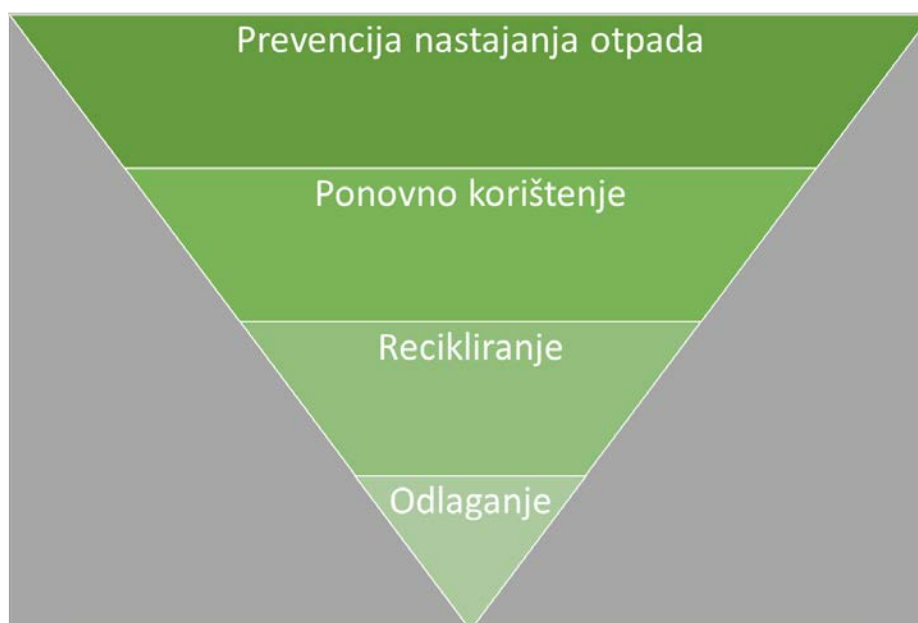 Prevencija nastajanja otpada
Ponovno korištenje
Recikliranje
Odlaganje